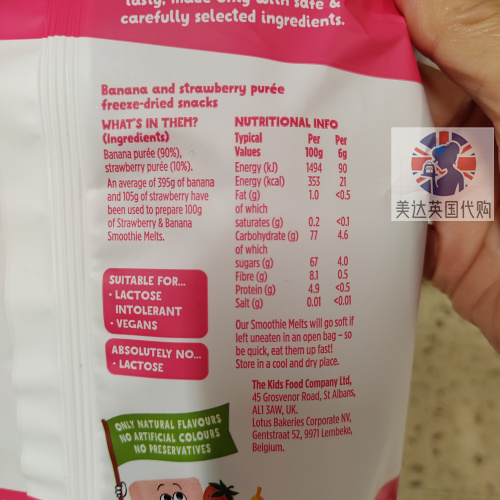 tasty, made only with safe &
carefully selected ingredients.
Banana and strawberry purée
freeze-dried snacks
WHAT'S IN THEM?
(Ingredients)
Banana purée (90%),
strawberry purée (10%).
An average of 395g of banana
and 105g of strawberry have
been used to prepare 100g
of Strawberry & Banana
Smoothie Melts.
SUITABLE FOR...
• LACTOSE
INTOLERANT
• VEGANS
ABSOLUTELY NO...
• LACTOSE
NUTRITIONAL INFO
Typical Per Per
Values 100g 6g
Energy (kJ) 1494 90
Energy (kcal) 353 21
Fat (g) 1.0 <0.5
of which
saturates (g) 0.2 <0.1
Carbohydrate (g) 77 4.6
of which
sugars (g) 67 4.0
Fibre (g) 8.1 0.5
Protein (g) 4.9 <0.5
Salt (g) 0.01 <0.01
Our Smoothie Melts will go soft if
left uneaten in an open bag – so
be quick, eat them up fast!
Store in a cool and dry place.
The Kids Food Company Ltd,
45 Grosvenor Road, St Albans,
AL1 3AW, UK.
Lotus Bakeries Corporate NV,
Gentstraat 52, 9971 Lembeke,
Belgium.
ONLY NATURAL FLAVOURS
NO ARTIFICIAL COLOURS
NO PRESERVATIVES
美达英国代购